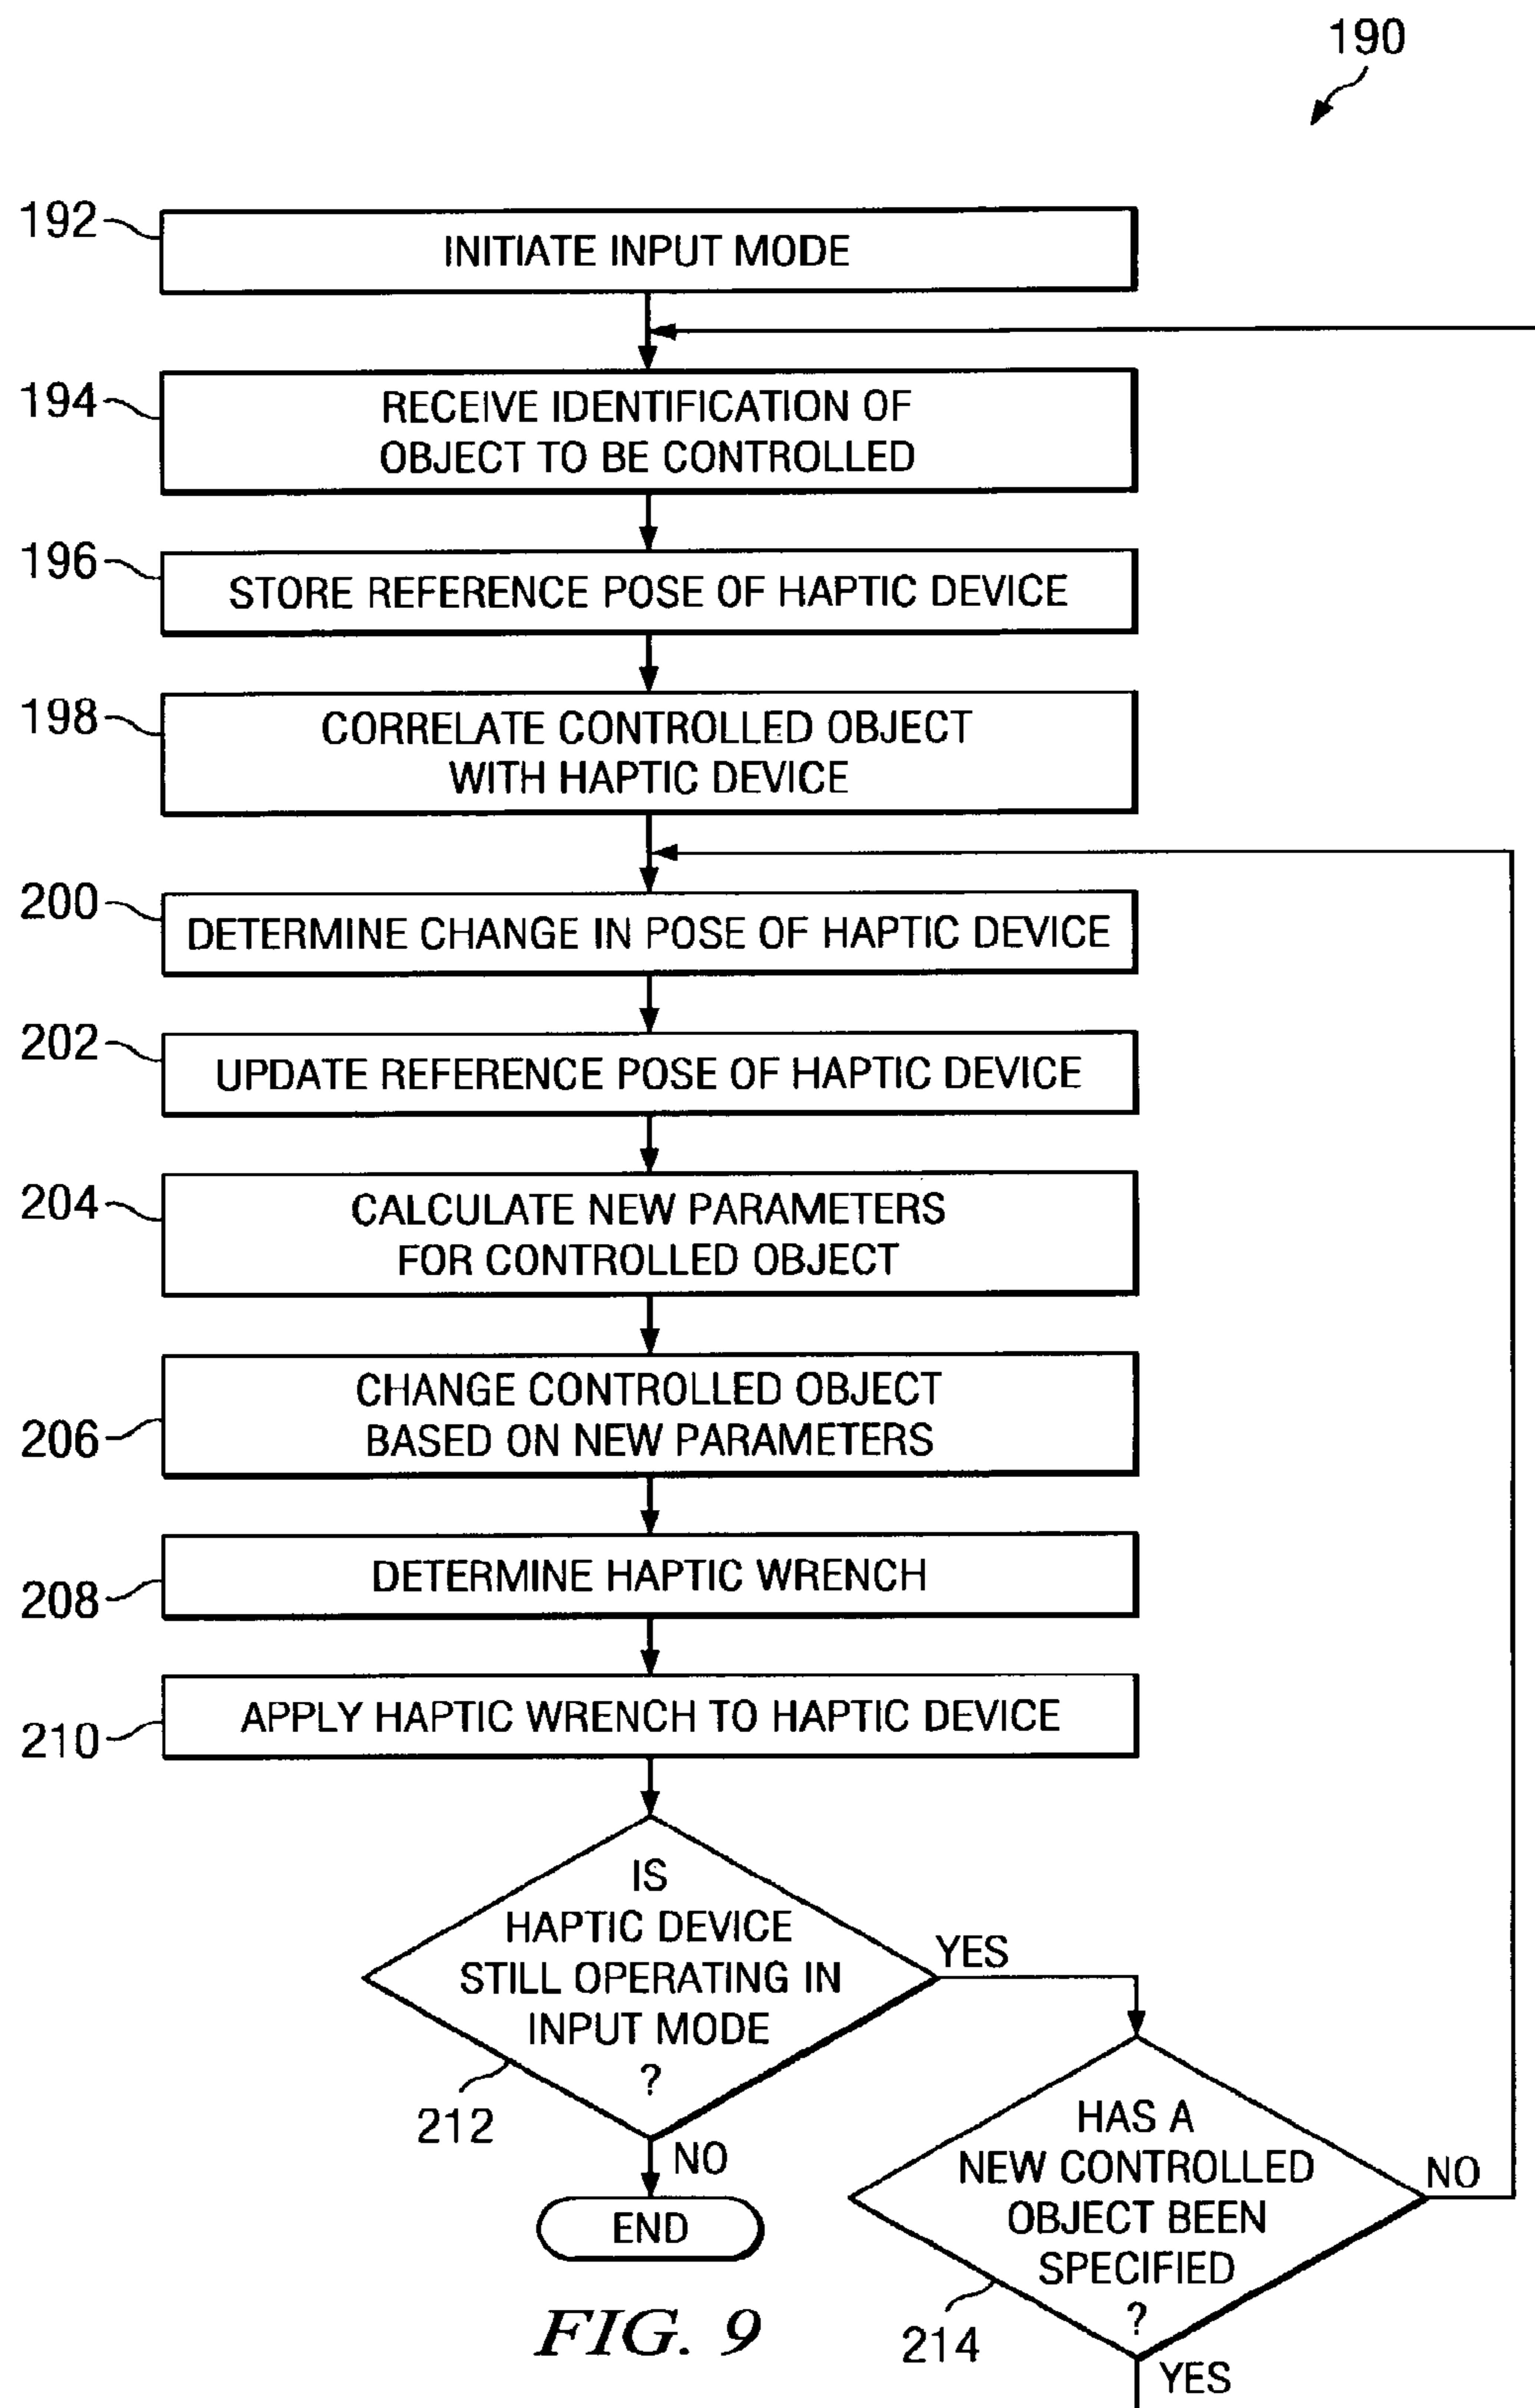 190
192
INITIATE INPUT MODE
194
RECEIVE IDENTIFICATION OF
OBJECT TO BE CONTROLLED
196
STORE REFERENCE POSE OF HAPTIC DEVICE
198
CORRELATE CONTROLLED OBJECT
WITH HAPTIC DEVICE
200
DETERMINE CHANGE IN POSE OF HAPTIC DEVICE
202
UPDATE REFERENCE POSE OF HAPTIC DEVICE
204
CALCULATE NEW PARAMETERS
FOR CONTROLLED OBJECT
206
CHANGE CONTROLLED OBJECT
BASED ON NEW PARAMETERS
208
DETERMINE HAPTIC WRENCH
210
APPLY HAPTIC WRENCH TO HAPTIC DEVICE
IS
HAPTIC DEVICE
STILL OPERATING IN
INPUT MODE
?
212
YES
NO
END
HAS A
NEW CONTROLLED
OBJECT BEEN
SPECIFIED
?
214
NO
YES
FIG. 9